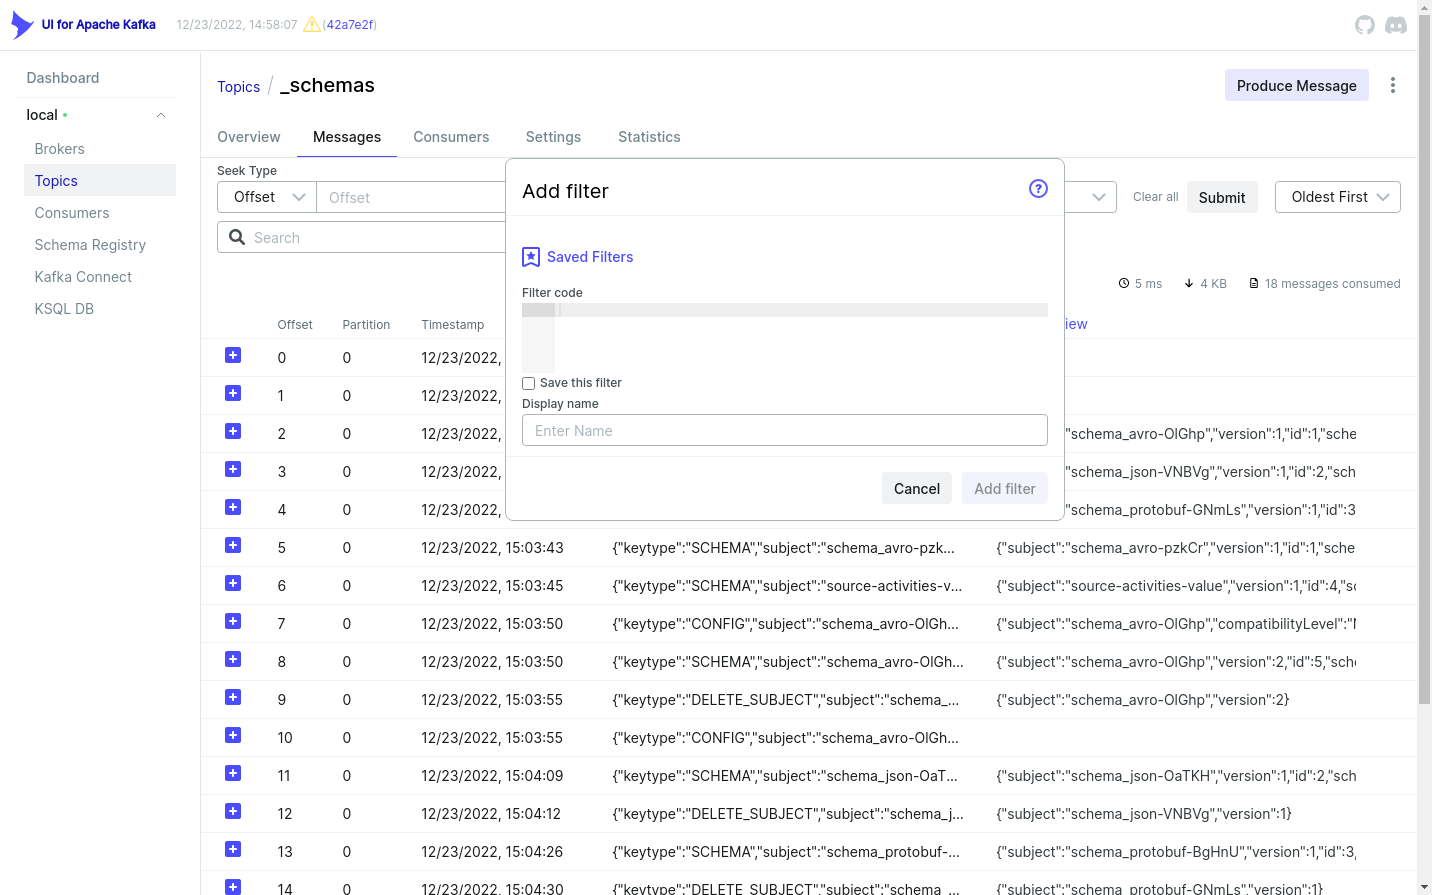 UI for Apache Kafka 12/23/2022, 14:58:07 (42a7e2f)
Dashboard
local
Brokers
Topics
Consumers
Schema Registry
Kafka Connect
KSQL DB
Topics / _schemas
Produce Message
Overview Messages Consumers Settings Statistics
Seek Type
Offset Offset
Clear all Submit Oldest First
Search
5 ms 4 KB 18 messages consumed
Add filter
?
Saved Filters
Filter code
Save this filter
Display name
Enter Name
Cancel Add filter
Offset Partition Timestamp iew
0 0 12/23/2022,
1 0 12/23/2022,
2 0 12/23/2022, "schema_avro-OlGhp","version":1,"id":1,"sche
3 0 12/23/2022, "schema_json-VNBVg","version":1,"id":2,"sch
4 0 12/23/2022, "schema_protobuf-GNmLs","version":1,"id":3
5 0 12/23/2022, 15:03:43 {"keytype":"SCHEMA","subject":"schema_avro-pzk... {"subject":"schema_avro-pzkCr","version":1,"id":1,"sche
6 0 12/23/2022, 15:03:45 {"keytype":"SCHEMA","subject":"source-activities-v... {"subject":"source-activities-value","version":1,"id":4,"sc
7 0 12/23/2022, 15:03:50 {"keytype":"CONFIG","subject":"schema_avro-OlGh... {"subject":"schema_avro-OlGhp","compatibilityLevel":"
8 0 12/23/2022, 15:03:50 {"keytype":"SCHEMA","subject":"schema_avro-OlGh... {"subject":"schema_avro-OlGhp","version":2,"id":5,"sche
9 0 12/23/2022, 15:03:55 {"keytype":"DELETE_SUBJECT","subject":"schema_... {"subject":"schema_avro-OlGhp","version":2}
10 0 12/23/2022, 15:03:55 {"keytype":"CONFIG","subject":"schema_avro-OlGh...
11 0 12/23/2022, 15:04:09 {"keytype":"SCHEMA","subject":"schema_json-OaT... {"subject":"schema_json-OaTKH","version":1,"id":2,"sch
12 0 12/23/2022, 15:04:12 {"keytype":"DELETE_SUBJECT","subject":"schema_j... {"subject":"schema_json-VNBVg","version":1}
13 0 12/23/2022, 15:04:26 {"keytype":"SCHEMA","subject":"schema_protobuf-... {"subject":"schema_protobuf-BgHnU","version":1,"id":3,
14 0 12/23/2022, 15:04:30 {"keytype":"DELETE_SUBJECT","subject":"schema_... {"subject":"schema_protobuf-GNmLs","version":1}